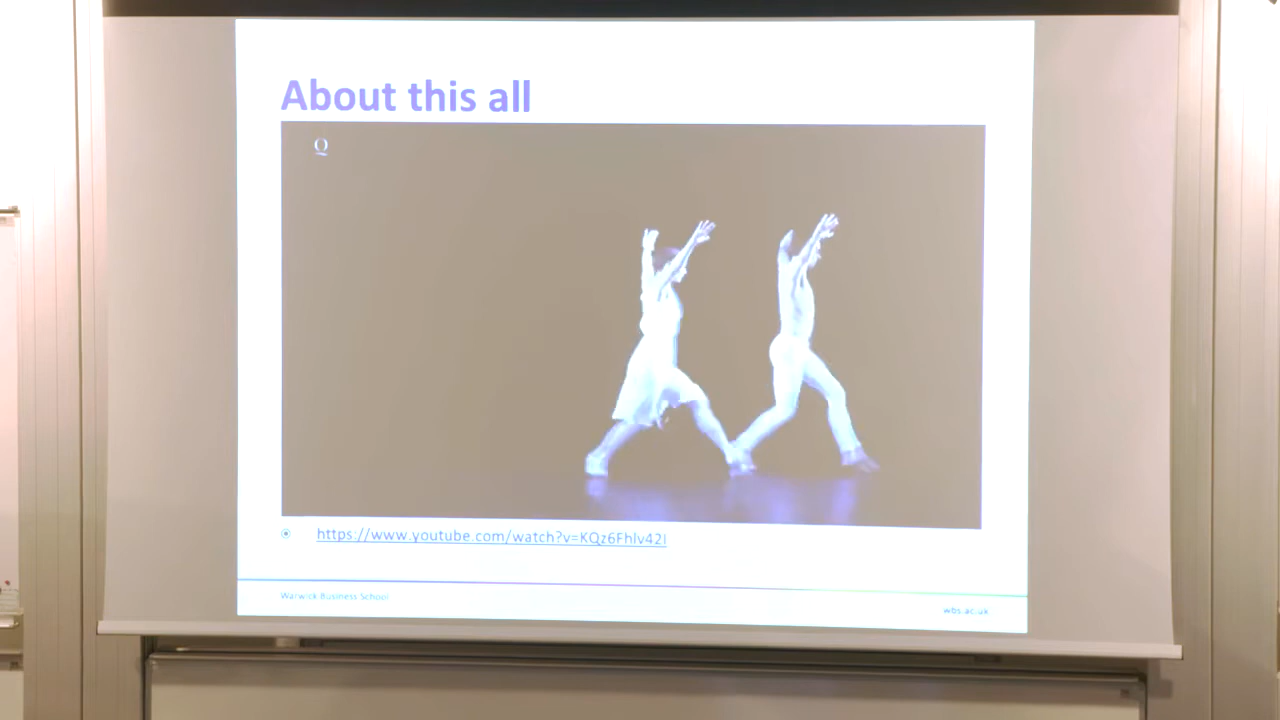 About this all
Q
https://www.youtube.com/watch?v=KQz6Fhlv42I
Warwick Business School
wbs.ac.uk